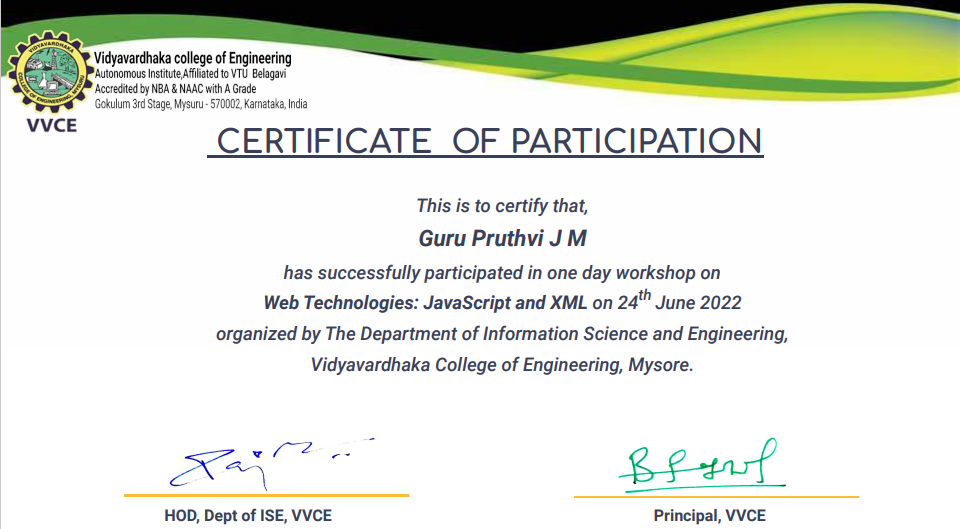 VIDYAVARDHAKA
COLLEGE OF ENGINEERING, MYSURU
VVCE
Vidyavardhaka college of Engineering
Autonomous Institute,Affiliated to VTU Belagavi
Accredited by NBA & NAAC with A Grade
Gokulum 3rd Stage, Mysuru - 570002, Karnataka, India
CERTIFICATE OF PARTICIPATION
This is to certify that,
Guru Pruthvi J M
has successfully participated in one day workshop on
Web Technologies: JavaScript and XML on 24th June 2022
organized by The Department of Information Science and Engineering,
Vidyavardhaka College of Engineering, Mysore.
HOD, Dept of ISE, VVCE
Principal, VVCE